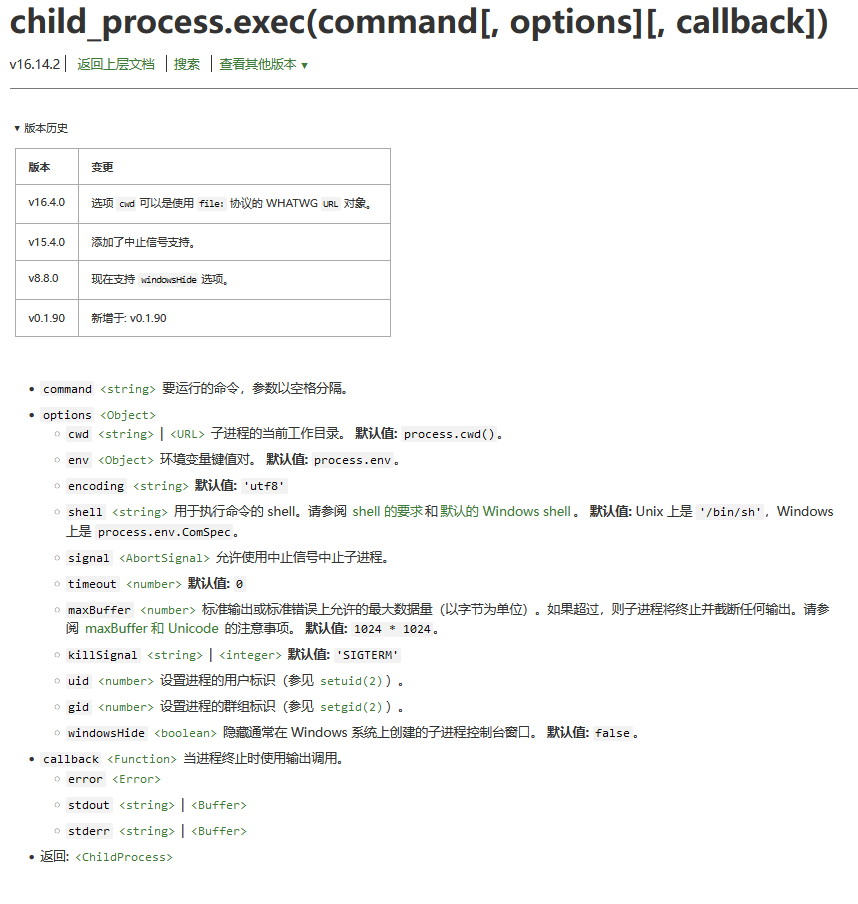 child_process.exec(command[, options][, callback])
v16.14.2 | 返回上层文档 | 搜索 | 查看其他版本 ▼
▼ 版本历史
版本 变更
v16.4.0 选项 cwd 可以是使用 file: 协议的 WHATWG URL 对象。
v15.4.0 添加了中止信号支持。
v8.8.0 现在支持 windowsHide 选项。
v0.1.90 新增于: v0.1.90
• command <string> 要运行的命令，参数以空格分隔。
• options <Object>
◦ cwd <string> | <URL> 子进程的当前工作目录。 默认值: process.cwd()。
◦ env <Object> 环境变量键值对。 默认值: process.env。
◦ encoding <string> 默认值: 'utf8'
◦ shell <string> 用于执行命令的 shell。请参阅 shell 的要求和默认的 Windows shell。 默认值: Unix 上是 '/bin/sh'，Windows
上是 process.env.ComSpec。
◦ signal <AbortSignal> 允许使用中止信号中止子进程。
◦ timeout <number> 默认值: 0
◦ maxBuffer <number> 标准输出或标准错误上允许的最大数据量（以字节为单位）。如果超过，则子进程将终止并截断任何输出。请参
阅 maxBuffer 和 Unicode 的注意事项。 默认值: 1024 * 1024。
◦ killSignal <string> | <integer> 默认值: 'SIGTERM'
◦ uid <number> 设置进程的用户标识（参见 setuid(2)）。
◦ gid <number> 设置进程的群组标识（参见 setgid(2)）。
◦ windowsHide <boolean> 隐藏通常在 Windows 系统上创建的子进程控制台窗口。 默认值: false。
• callback <Function> 当进程终止时使用输出调用。
◦ error <Error>
◦ stdout <string> | <Buffer>
◦ stderr <string> | <Buffer>
• 返回: <ChildProcess>